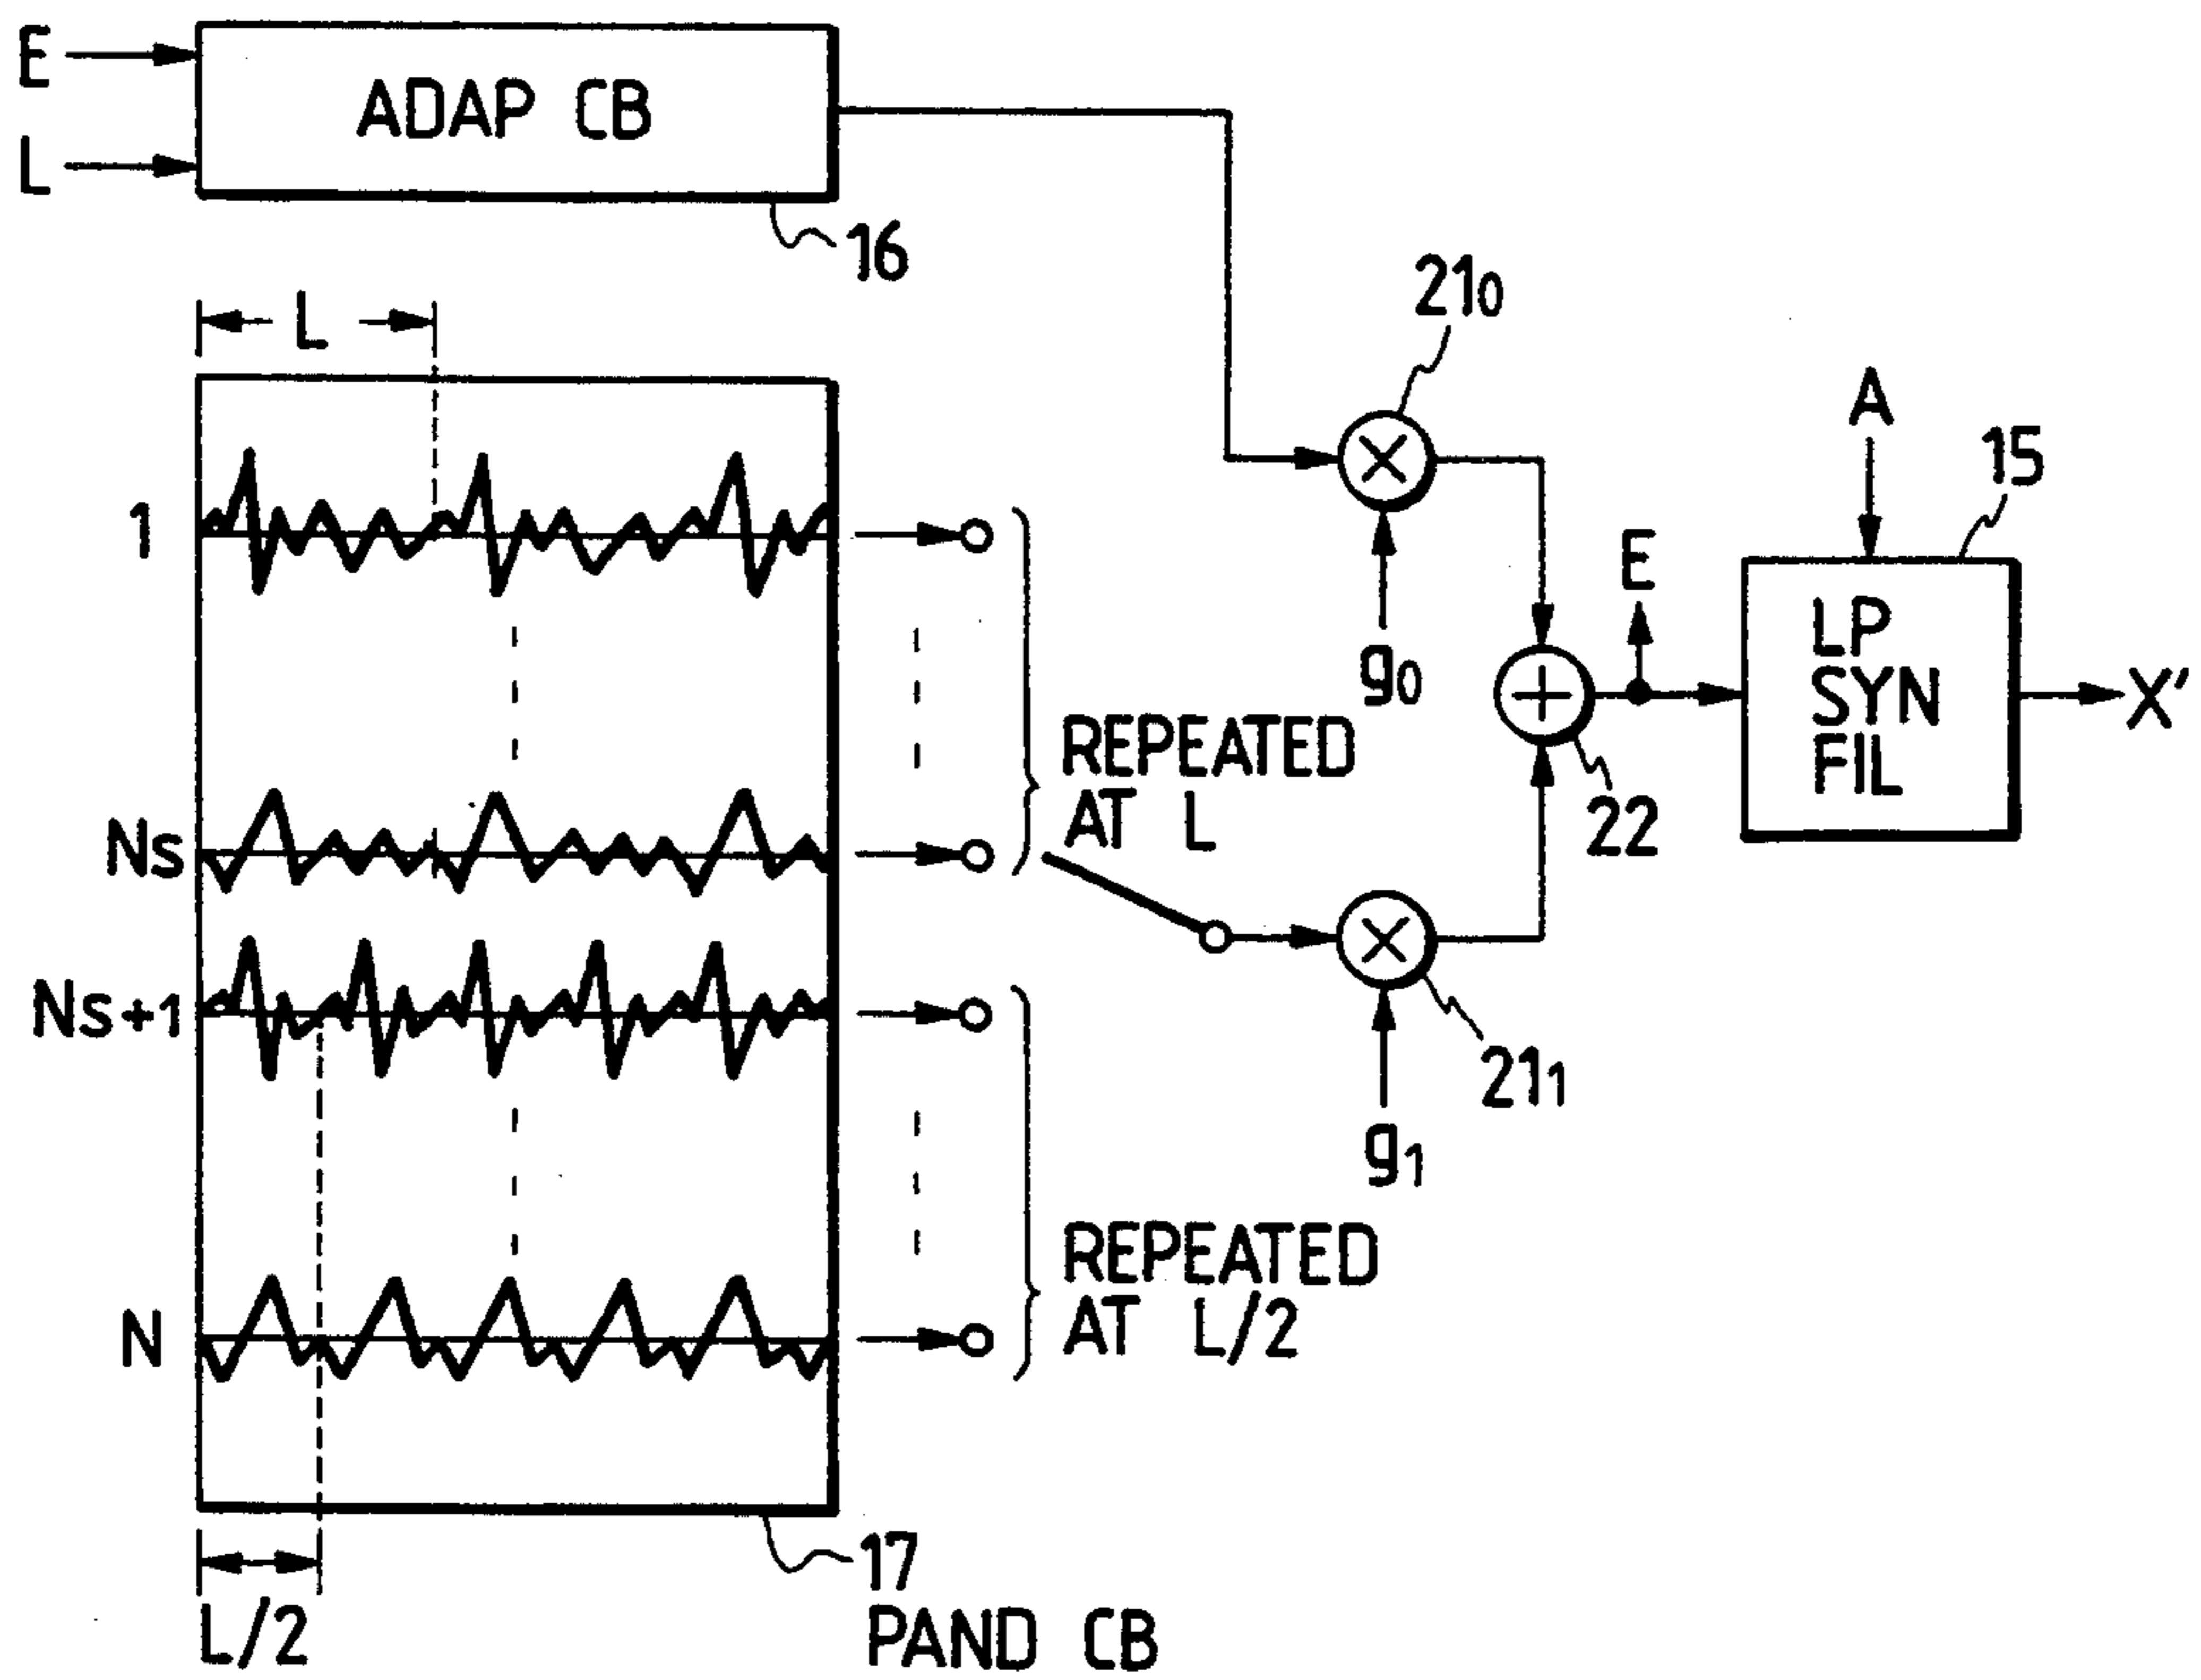 E
L
ADAP CB
16
L
1
Ns
Ns+1
N
L/2
17
PAND CB
REPEATED
AT L
REPEATED
AT L/2
210
g0
211
g1
22
E
A
15
LP
SYN
FIL
X'